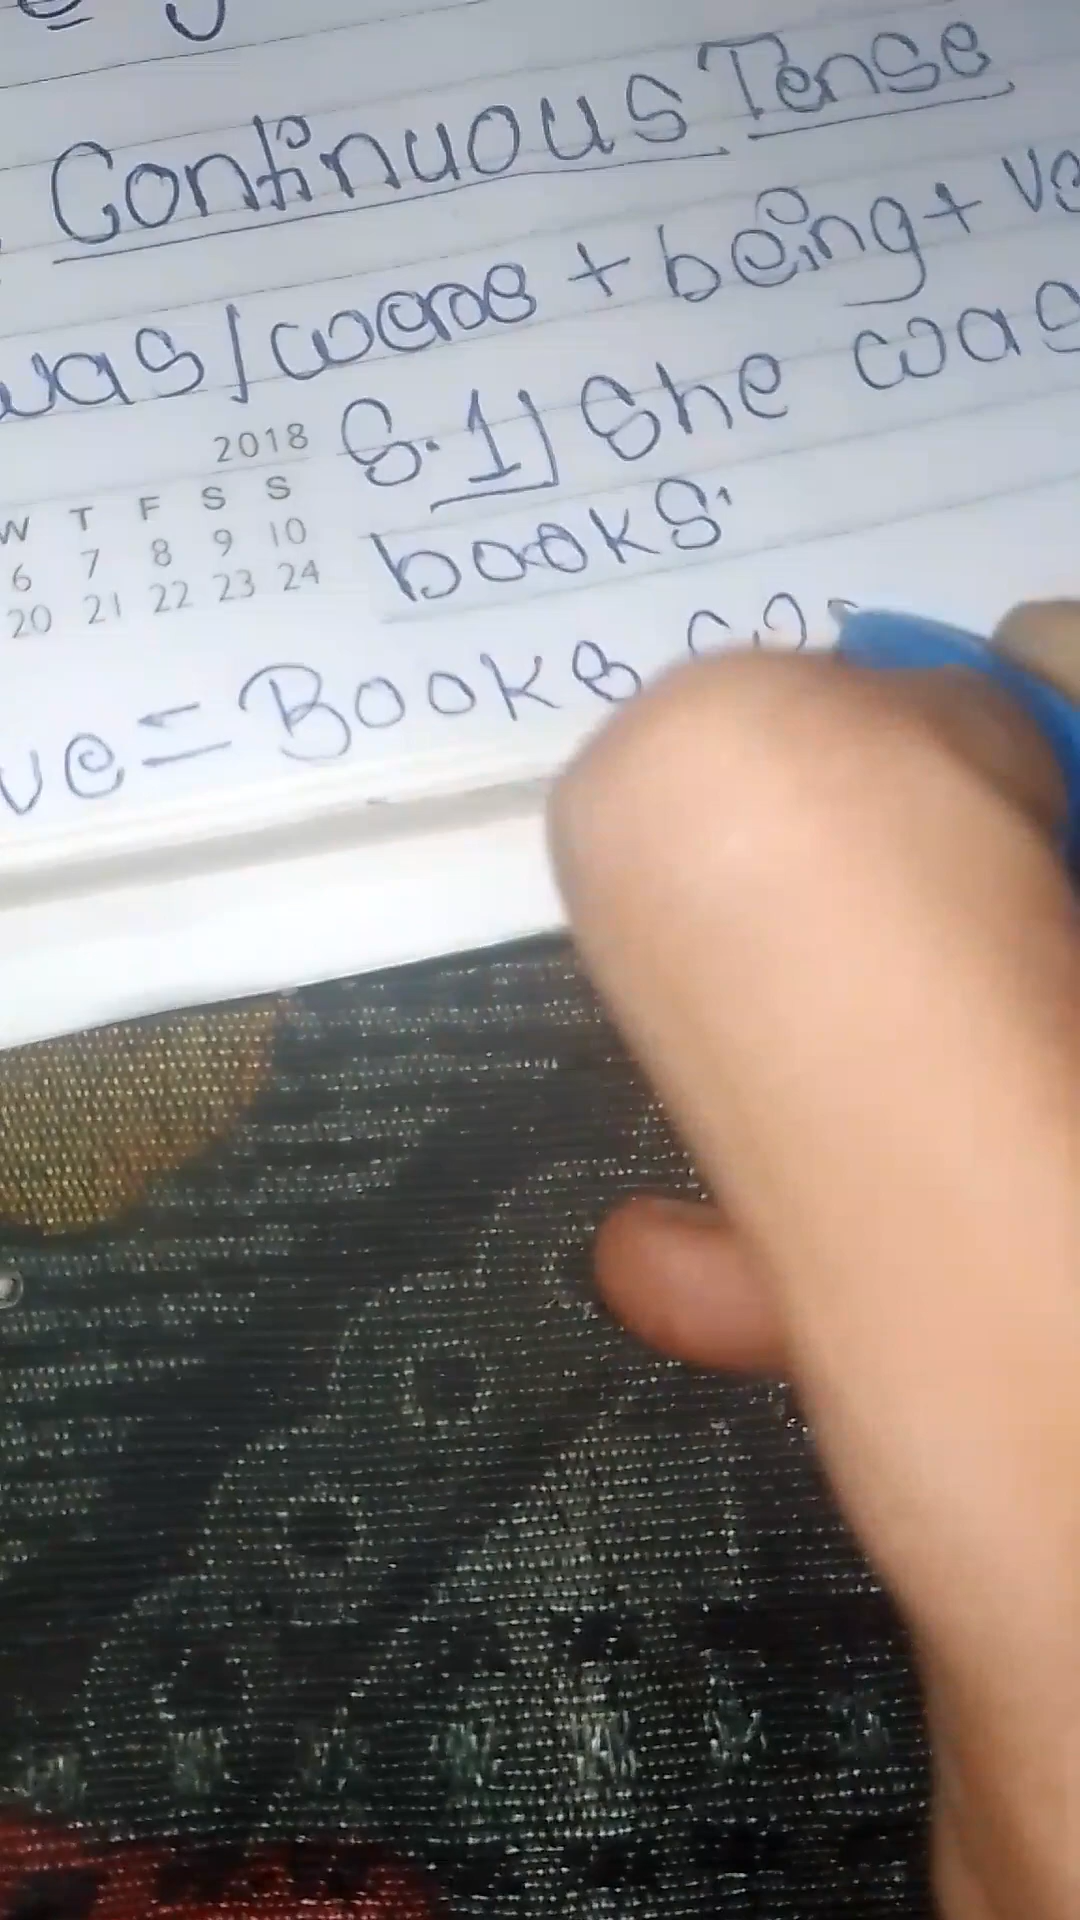 Continuous Tense
was/were + being + ve
2018
S.1) She was
W T F S S
books.
6 7 8 9 10
20 21 22 23 24
ve = Books